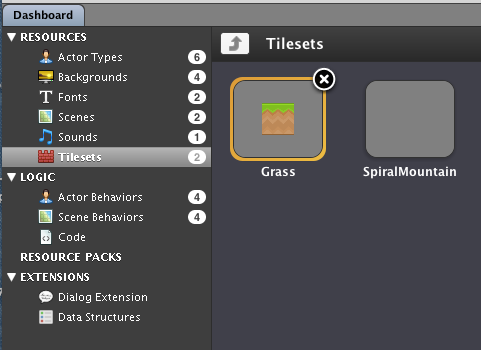 Dashboard
RESOURCES
Actor Types 6
Backgrounds 4
Fonts 2
Scenes 2
Sounds 1
Tilesets 2
LOGIC
Actor Behaviors 4
Scene Behaviors 4
Code
RESOURCE PACKS
EXTENSIONS
Dialog Extension
Data Structures
Tilesets
Grass
SpiralMountain